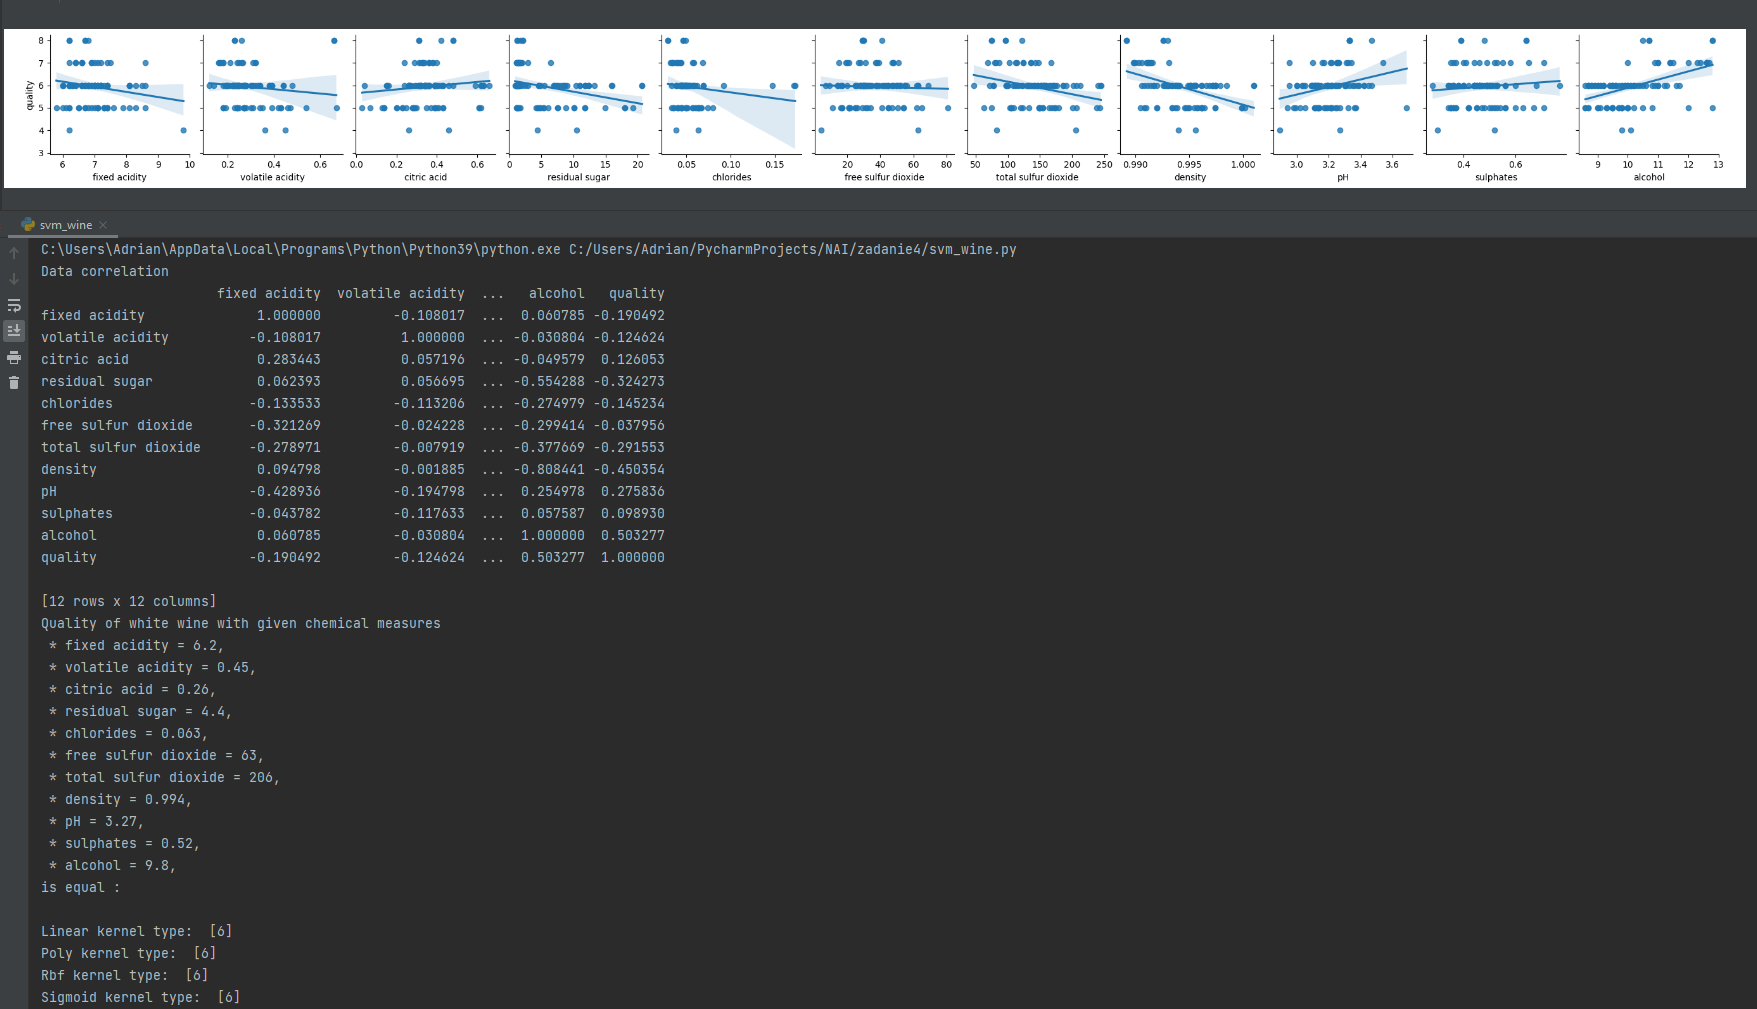 8
7
6
5
4
3
quality
6 7 8 9 10
0.2 0.4 0.6
0.0 0.2 0.4 0.6
0 5 10 15 20
0.05 0.10 0.15
20 40 60 80
50 100 150 200 250
0.990 0.995 1.000
3.0 3.2 3.4 3.6
0.4 0.6
9 10 11 12 13
fixed acidity volatile acidity citric acid residual sugar chlorides free sulfur dioxide total sulfur dioxide density pH sulphates alcohol
svm_wine
C:\Users\Adrian\AppData\Local\Programs\Python\Python39\python.exe C:/Users/Adrian/PycharmProjects/NAI/zadanie4/svm_wine.py
Data correlation
fixed acidity volatile acidity ... alcohol quality
fixed acidity 1.000000 -0.108017 ... 0.060785 -0.190492
volatile acidity -0.108017 1.000000 ... -0.030804 -0.124624
citric acid 0.283443 0.057196 ... -0.049579 0.126053
residual sugar 0.062393 0.056695 ... -0.554288 -0.324273
chlorides -0.133533 -0.113206 ... -0.274979 -0.145234
free sulfur dioxide -0.321269 -0.024228 ... -0.299414 -0.037956
total sulfur dioxide -0.278971 -0.007919 ... -0.377669 -0.291553
density 0.094798 -0.001885 ... -0.808441 -0.450354
pH -0.428936 -0.194798 ... 0.254978 0.275836
sulphates -0.043782 -0.117633 ... 0.057587 0.098930
alcohol 0.060785 -0.030804 ... 1.000000 0.503277
quality -0.190492 -0.124624 ... 0.503277 1.000000
[12 rows x 12 columns]
Quality of white wine with given chemical measures
* fixed acidity = 6.2,
* volatile acidity = 0.45,
* citric acid = 0.26,
* residual sugar = 4.4,
* chlorides = 0.063,
* free sulfur dioxide = 63,
* total sulfur dioxide = 206,
* density = 0.994,
* pH = 3.27,
* sulphates = 0.52,
* alcohol = 9.8,
is equal :
Linear kernel type: [6]
Poly kernel type: [6]
Rbf kernel type: [6]
Sigmoid kernel type: [6]